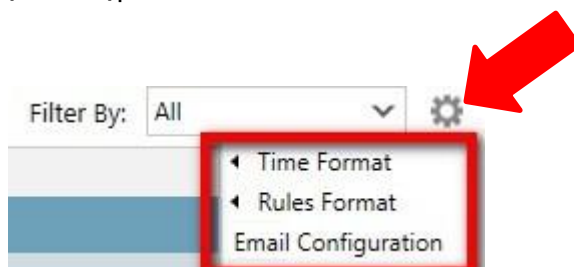 Filter By: All
Time Format
Rules Format
Email Configuration